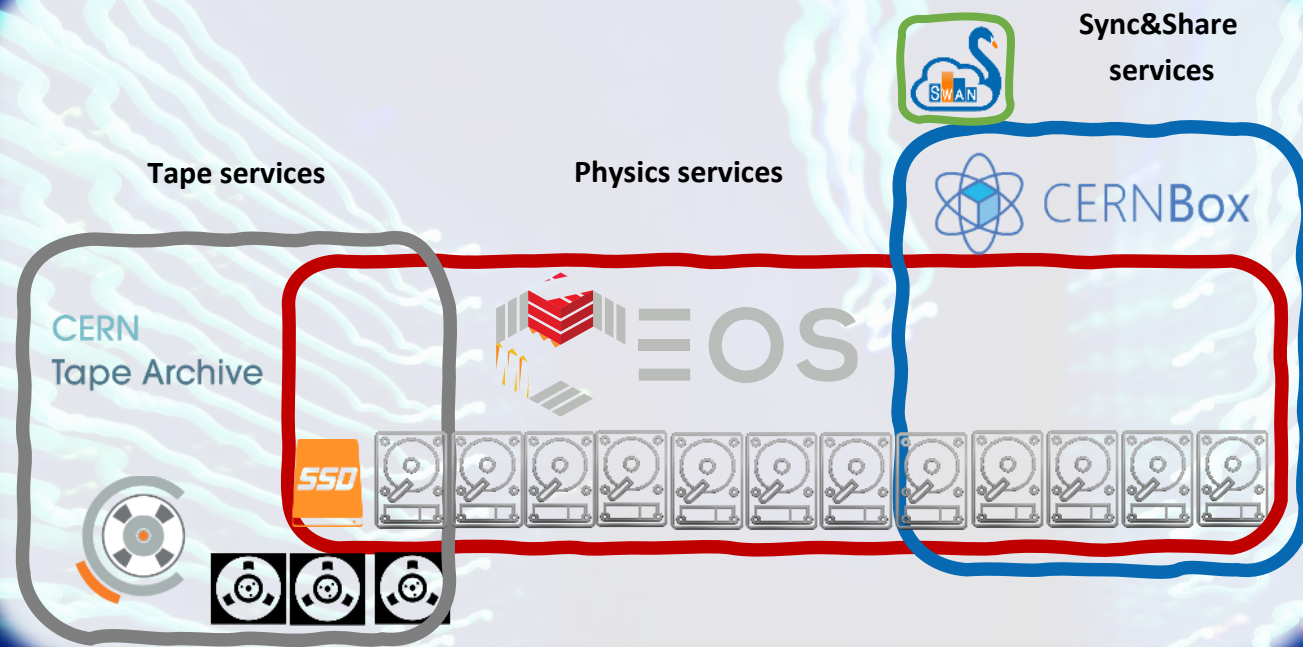 Sync&Share
services
SWAN
Tape services
Physics services
CERNBox
CERN
Tape Archive
EOS
SSD